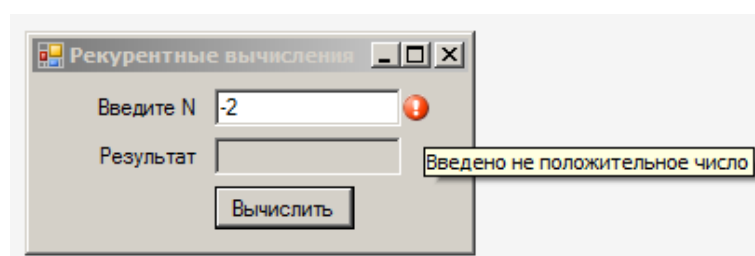 Рекурентные вычисления
Введите N -2
Результат
Введено не положительное число
Вычислить